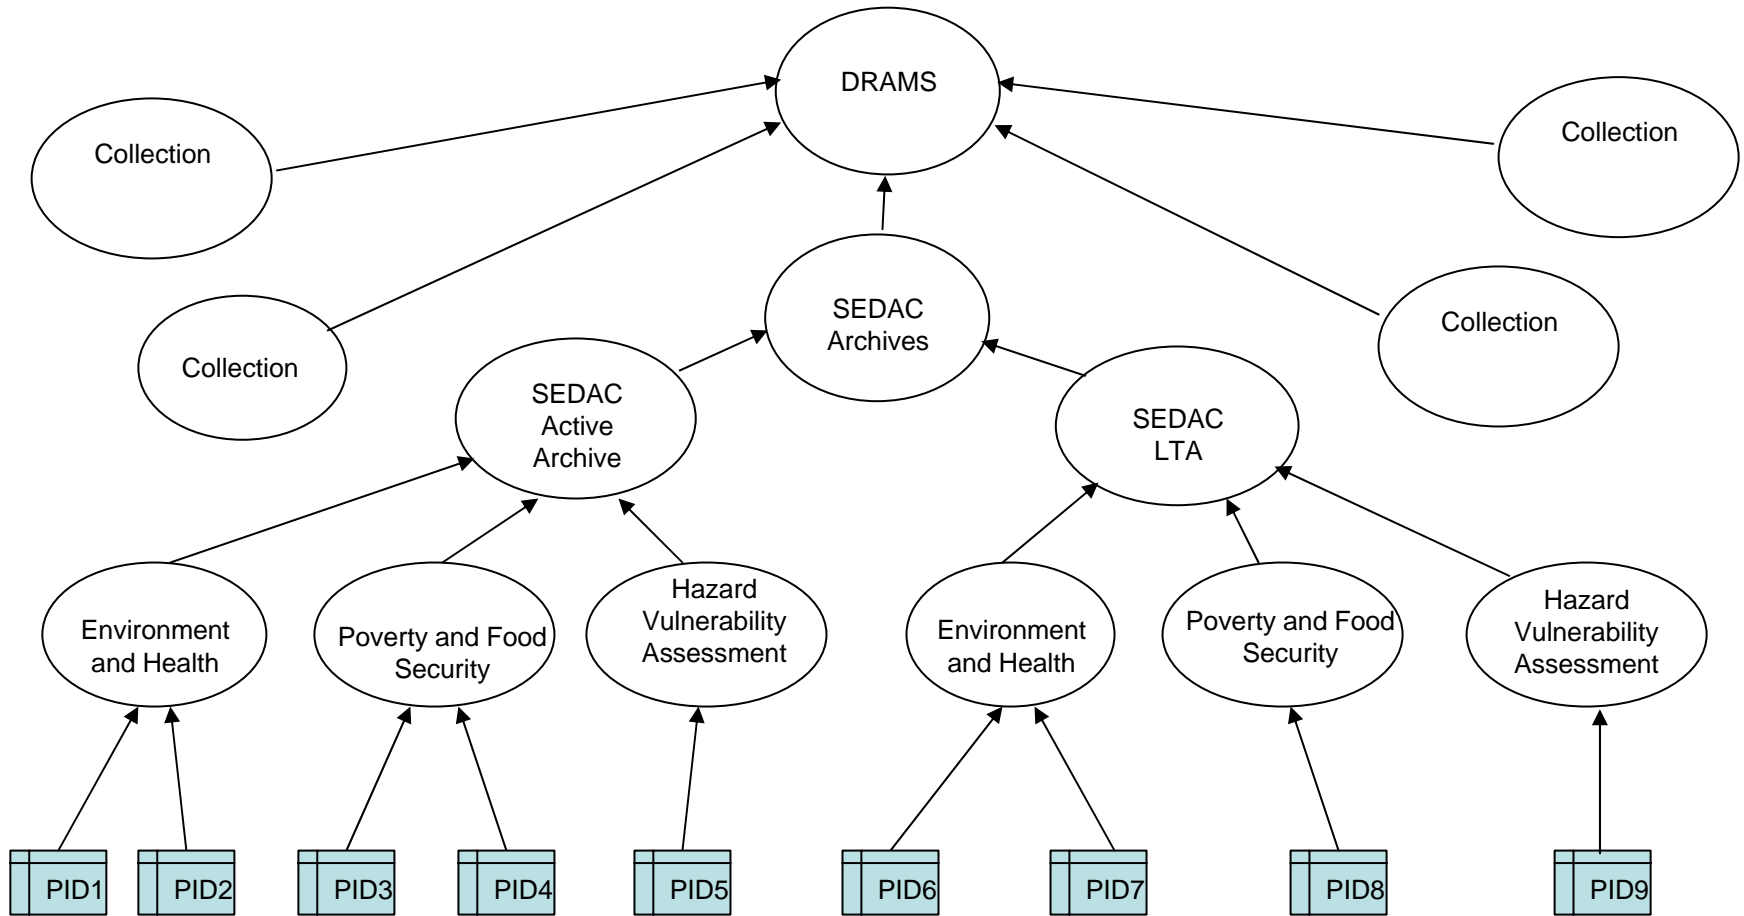 DRAMS
Collection
Collection
SEDAC
Archives
Collection
Collection
SEDAC
Active
Archive
SEDAC
LTA
Environment
and Health
Poverty and Food
Security
Hazard
Vulnerability
Assessment
Environment
and Health
Poverty and Food
Security
Hazard
Vulnerability
Assessment
PID1
PID2
PID3
PID4
PID5
PID6
PID7
PID8
PID9